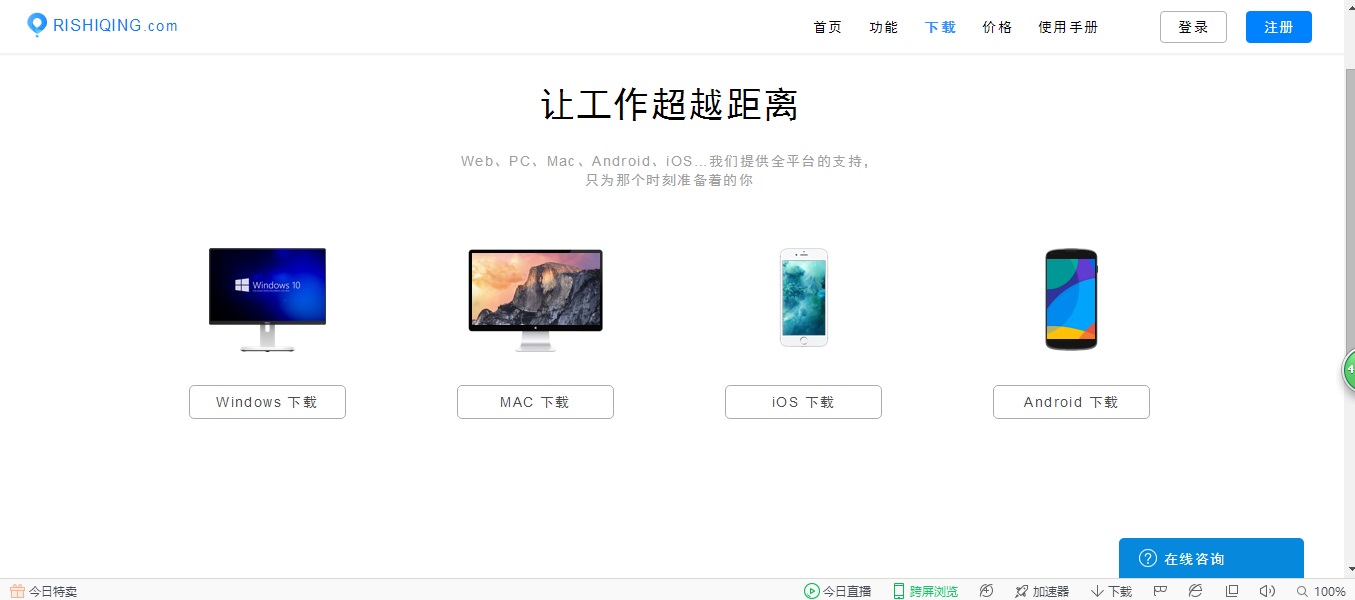 RISHIQING.com
首页 功能 下载 价格 使用手册 登录 注册
让工作超越距离
Web、PC、Mac、Android、iOS...我们提供全平台的支持，
只为那个时刻准备着的你
Windows 10
Windows 下载 MAC 下载 iOS 下载 Android 下载
4
? 在线咨询
今日特卖 今日直播 跨屏浏览 加速器 下载 100%